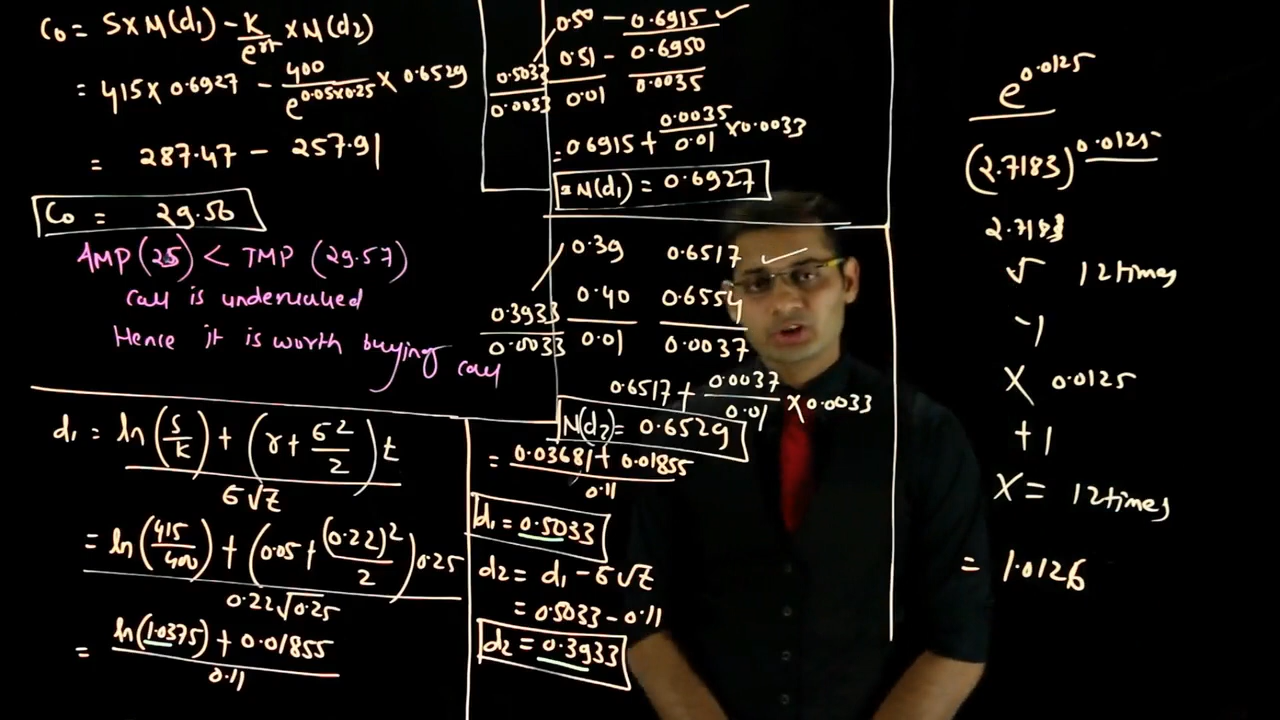 C₀ = S × N(d₁) − K/e^rt × N(d₂)
= 415 × 0.6927 − 400/e^0.05×0.25 × 0.6529
= 287.47 − 257.91
C₀ = 29.56
AMP (25) < TMP (29.57)
call is undervalued
Hence it is worth buying call
d₁ = ln(S/K) + (r + σ²/2)t
σ√t
= ln(415/400) + (0.05 + (0.22)²/2)0.25
0.22√0.25
= ln(1.0375) + 0.01855
0.11
0.50 − 0.6915 ✓
0.5033 0.51 − 0.6950
0.0033 0.01 0.0035
= 0.6915 + 0.0035/0.01 × 0.0033
= N(d₁) = 0.6927
0.39 0.6517 ✓
0.3933 0.40 0.6554
0.0033 0.01 0.0037
0.6517 + 0.0037/0.01 × 0.0033
N(d₂) = 0.6529
= 0.03681 + 0.01855
0.11
d₁ = 0.5033
d₂ = d₁ − σ√t
= 0.5033 − 0.11
d₂ = 0.3933
e^0.0125
(2.7183)^0.0125
2.7183
√ 12 times
−1
× 0.0125
+1
× = 12 times
= 1.0126